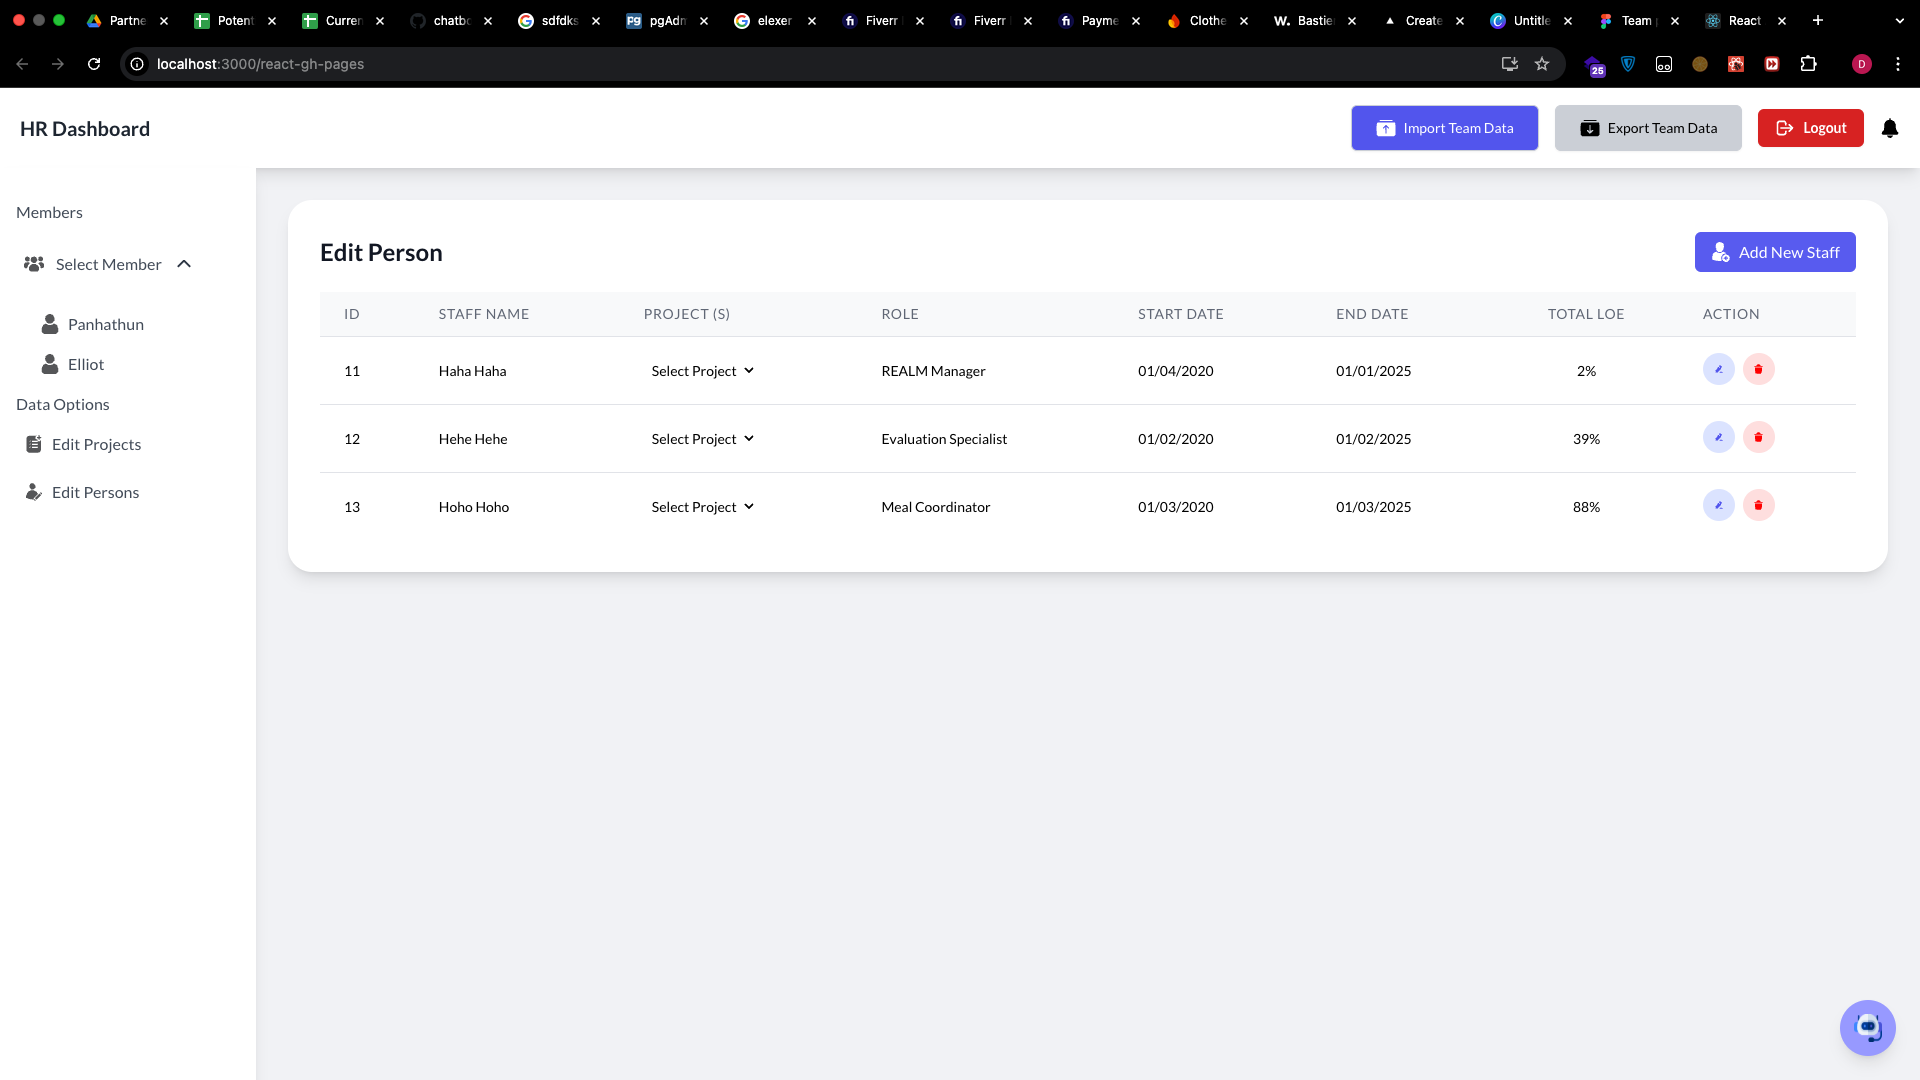 Partne
Potent
Curren
chatbo
sdfdks
pgAdm
elexer
Fiverr
Fiverr
Payme
Clothe
Bastie
Create
Untitle
Team
React
localhost:3000/react-gh-pages
25
D
HR Dashboard
Import Team Data
Export Team Data
Logout
Members
Select Member
Panhathun
Elliot
Data Options
Edit Projects
Edit Persons
Edit Person
Add New Staff
ID STAFF NAME PROJECT (S) ROLE START DATE END DATE TOTAL LOE ACTION
11 Haha Haha Select Project REALM Manager 01/04/2020 01/01/2025 2%
12 Hehe Hehe Select Project Evaluation Specialist 01/02/2020 01/02/2025 39%
13 Hoho Hoho Select Project Meal Coordinator 01/03/2020 01/03/2025 88%